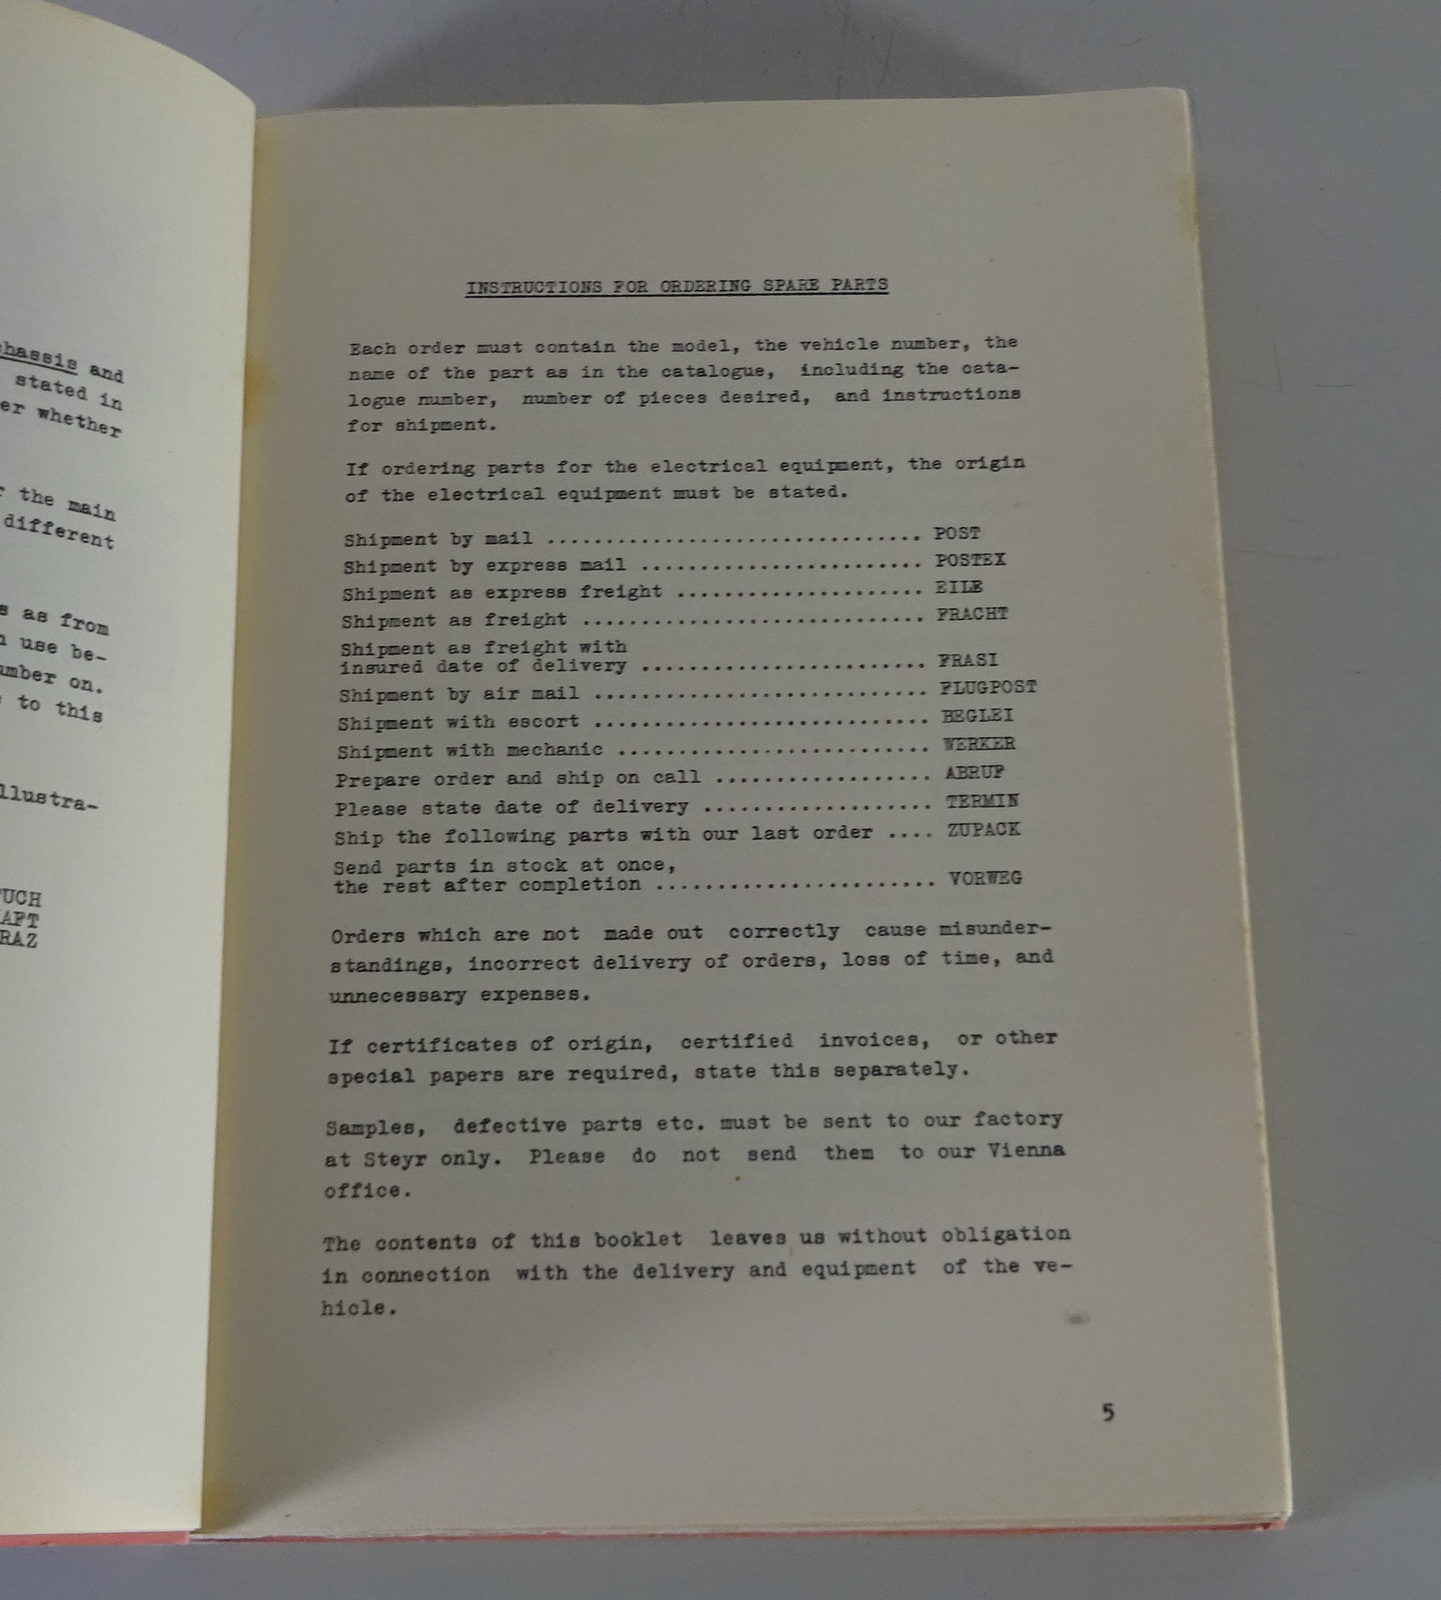 chassis and
stated in
er whether
the main
different
as from
use be-
umber on.
to this
llustra-
TUCH
AFT
RAZ
INSTRUCTIONS FOR ORDERING SPARE PARTS
Each order must contain the model, the vehicle number, the
name of the part as in the catalogue, including the cata-
logue number, number of pieces desired, and instructions
for shipment.
If ordering parts for the electrical equipment, the origin
of the electrical equipment must be stated.
Shipment by mail ................................ POST
Shipment by express mail ........................ POSTEX
Shipment as express freight ..................... EILE
Shipment as freight ............................. FRACHT
Shipment as freight with
insured date of delivery ........................ FRASI
Shipment by air mail ............................ FLUGPOST
Shipment with escort ............................ BEGLEI
Shipment with mechanic .......................... WERKER
Prepare order and ship on call .................. ABRUF
Please state date of delivery ................... TERMIN
Ship the following parts with our last order .... ZUPACK
Send parts in stock at once,
the rest after completion ....................... VORWEG
Orders which are not made out correctly cause misunder-
standings, incorrect delivery of orders, loss of time, and
unnecessary expenses.
If certificates of origin, certified invoices, or other
special papers are required, state this separately.
Samples, defective parts etc. must be sent to our factory
at Steyr only. Please do not send them to our Vienna
office.
The contents of this booklet leaves us without obligation
in connection with the delivery and equipment of the ve-
hicle.
5